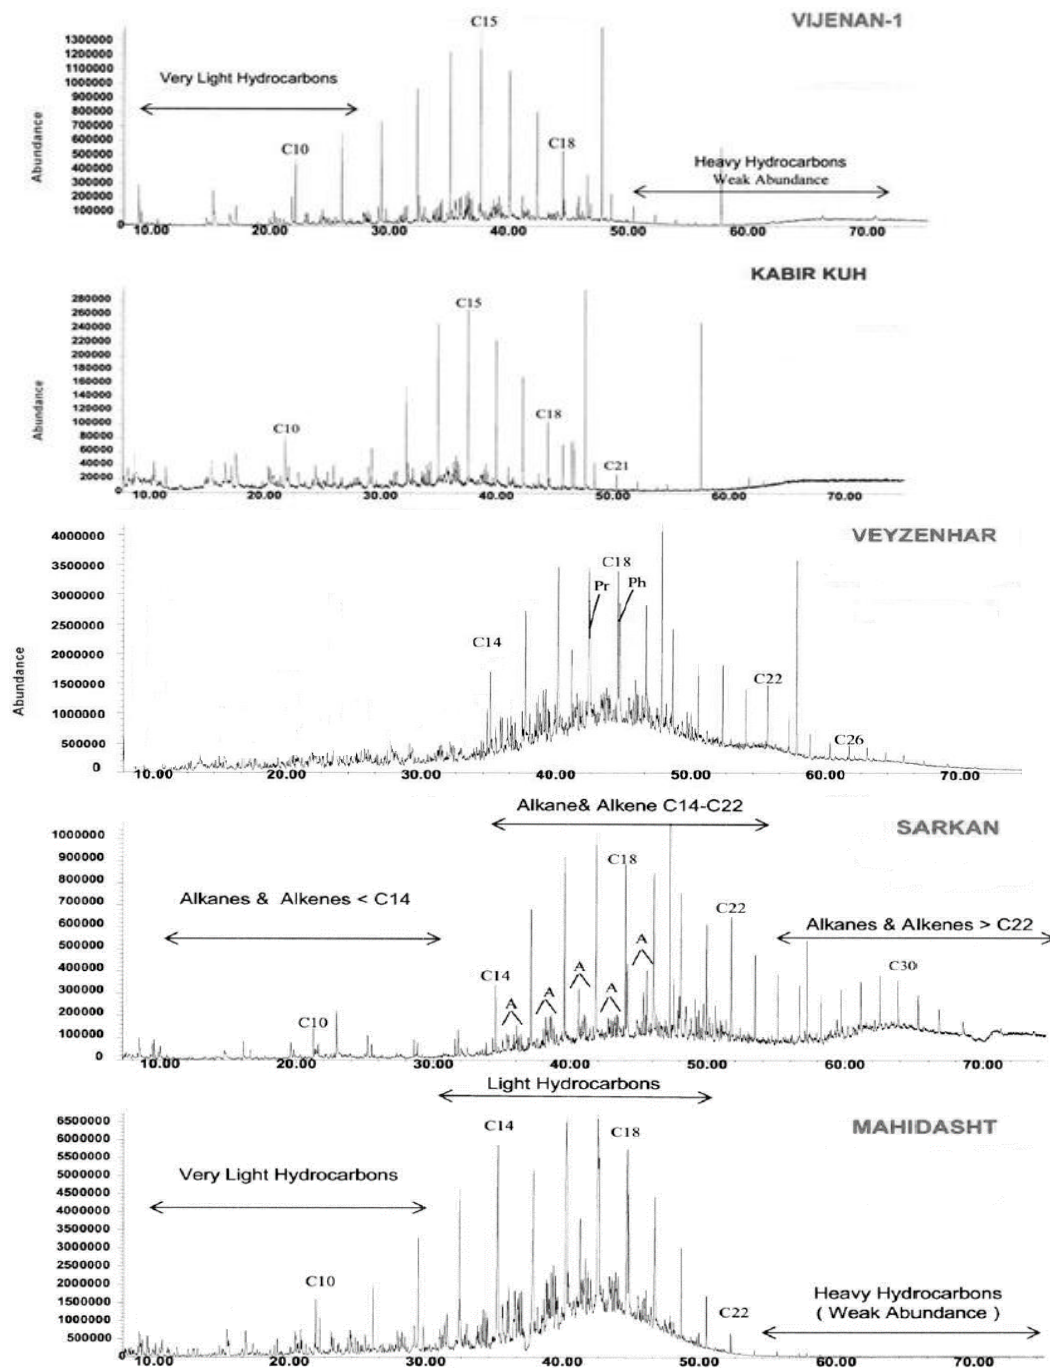 VIJENAN-1
C15
1300000
1200000
1100000
1000000
900000
800000
700000
600000
500000
400000
300000
200000
100000
Abundance
Very Light Hydrocarbons
C10
C18
Heavy Hydrocarbons
Weak Abundance
10.00 20.00 30.00 40.00 50.00 60.00 70.00
KABIR KUH
280000
260000
240000
220000
200000
180000
160000
140000
120000
100000
80000
60000
40000
20000
0
Abundance
C15
C10
C18
C21
10.00 20.00 30.00 40.00 50.00 60.00 70.00
VEYZENHAR
4000000
3500000
3000000
2500000
2000000
1500000
1000000
500000
0
Abundance
C18
Pr
Ph
C14
C22
C26
10.00 20.00 30.00 40.00 50.00 60.00 70.00
Alkane& Alkene C14-C22
SARKAN
1000000
900000
800000
700000
600000
500000
400000
300000
200000
100000
0
Alkanes & Alkenes < C14
C18
C22
Alkanes & Alkenes > C22
C14
A
A
A
A
A
C30
C10
10.00 20.00 30.00 40.00 50.00 60.00 70.00
Light Hydrocarbons
MAHIDASHT
6500000
6000000
5500000
5000000
4500000
4000000
3500000
3000000
2500000
2000000
1500000
1000000
500000
C14
C18
Very Light Hydrocarbons
C10
C22
Heavy Hydrocarbons
( Weak Abundance )
10.00 20.00 30.00 40.00 50.00 60.00 70.00